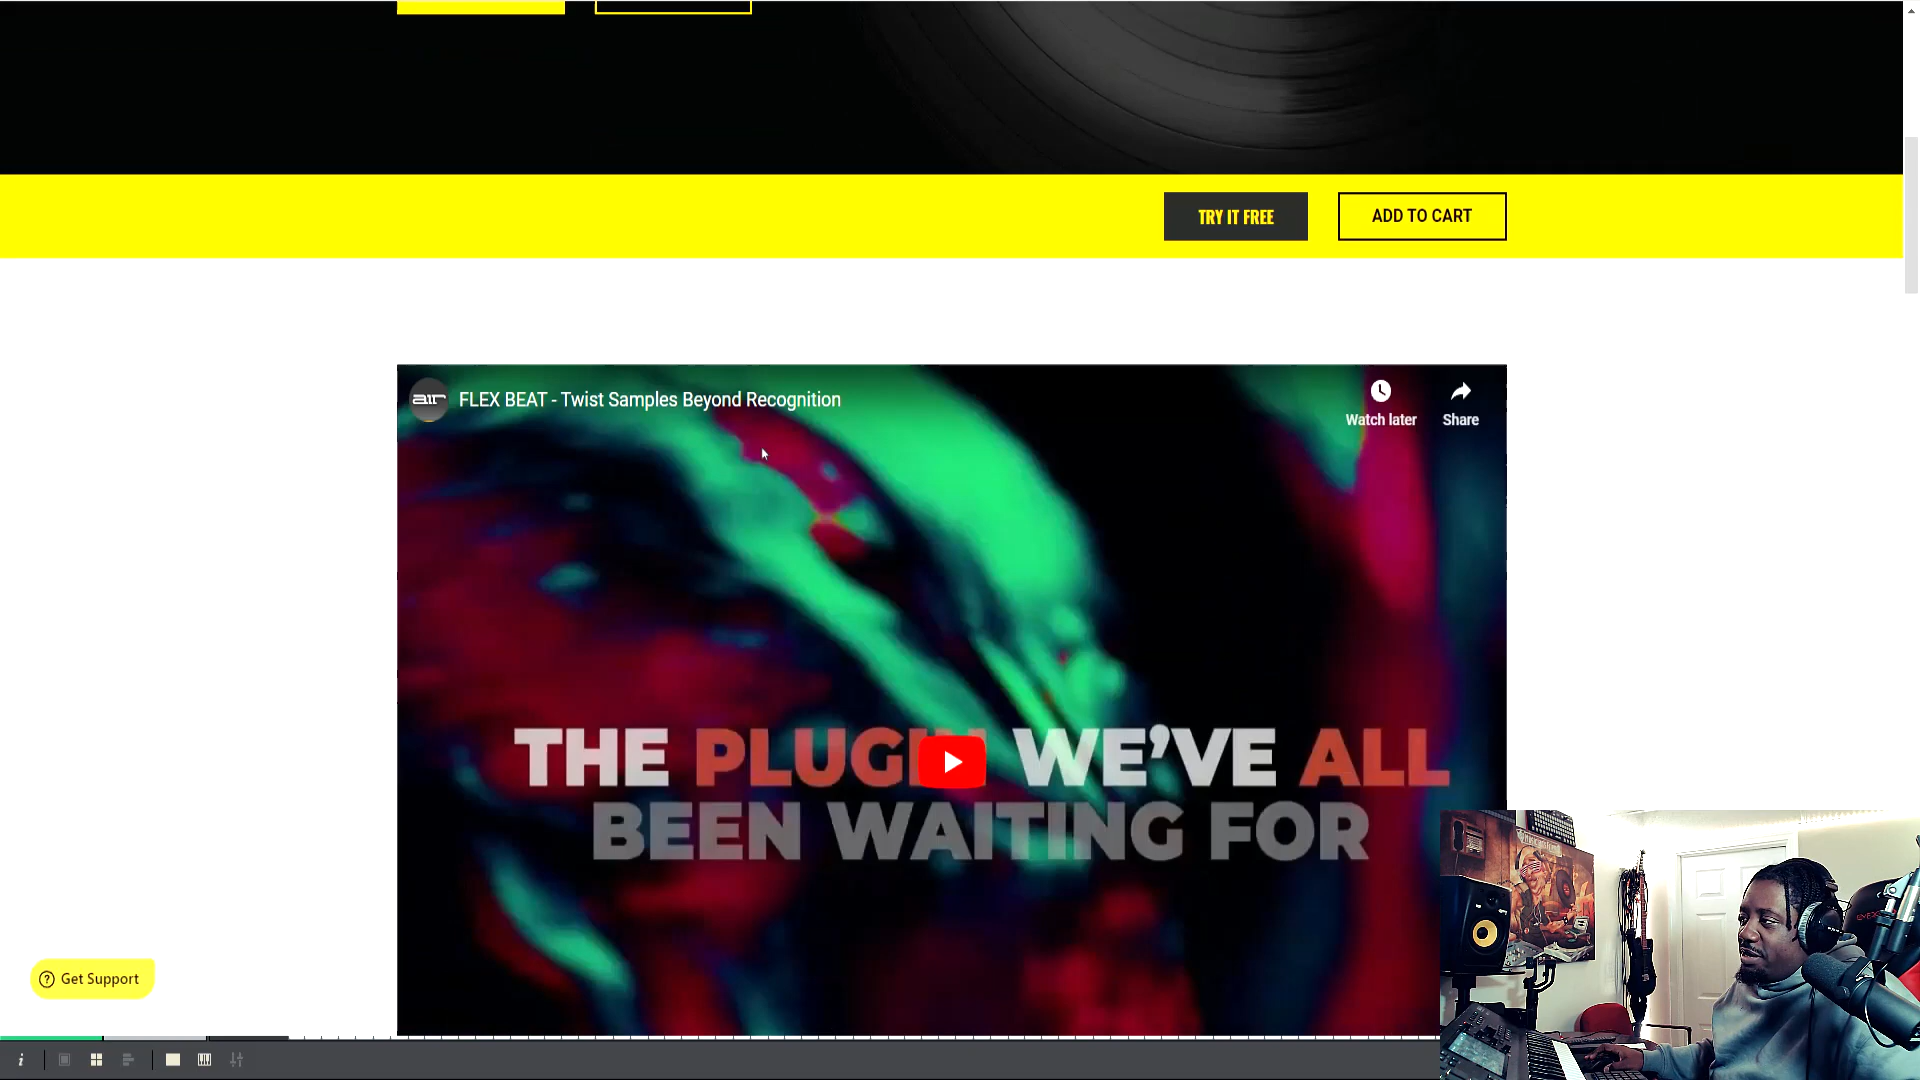 TRY IT FREE
ADD TO CART
air
FLEX BEAT - Twist Samples Beyond Recognition
Watch later
Share
THE PLUGIN WE'VE ALL
BEEN WAITING FOR
Get Support